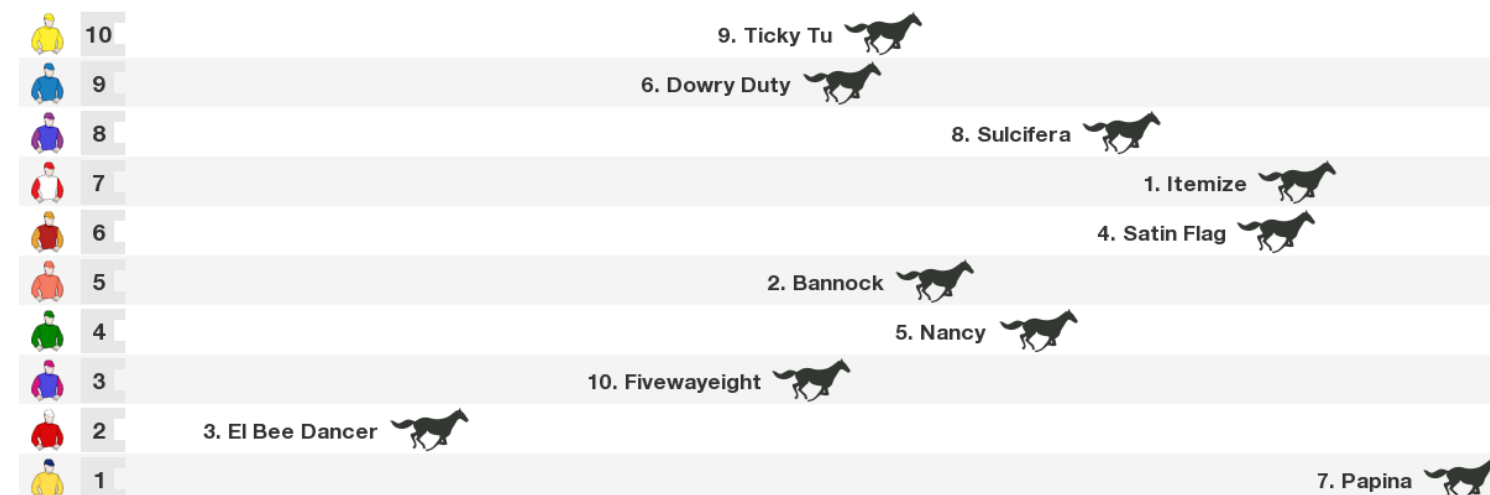 10 9. Ticky Tu
9 6. Dowry Duty
8 8. Sulcifera
7 1. Itemize
6 4. Satin Flag
5 2. Bannock
4 5. Nancy
3 10. Fivewayeight
2 3. El Bee Dancer
1 7. Papina